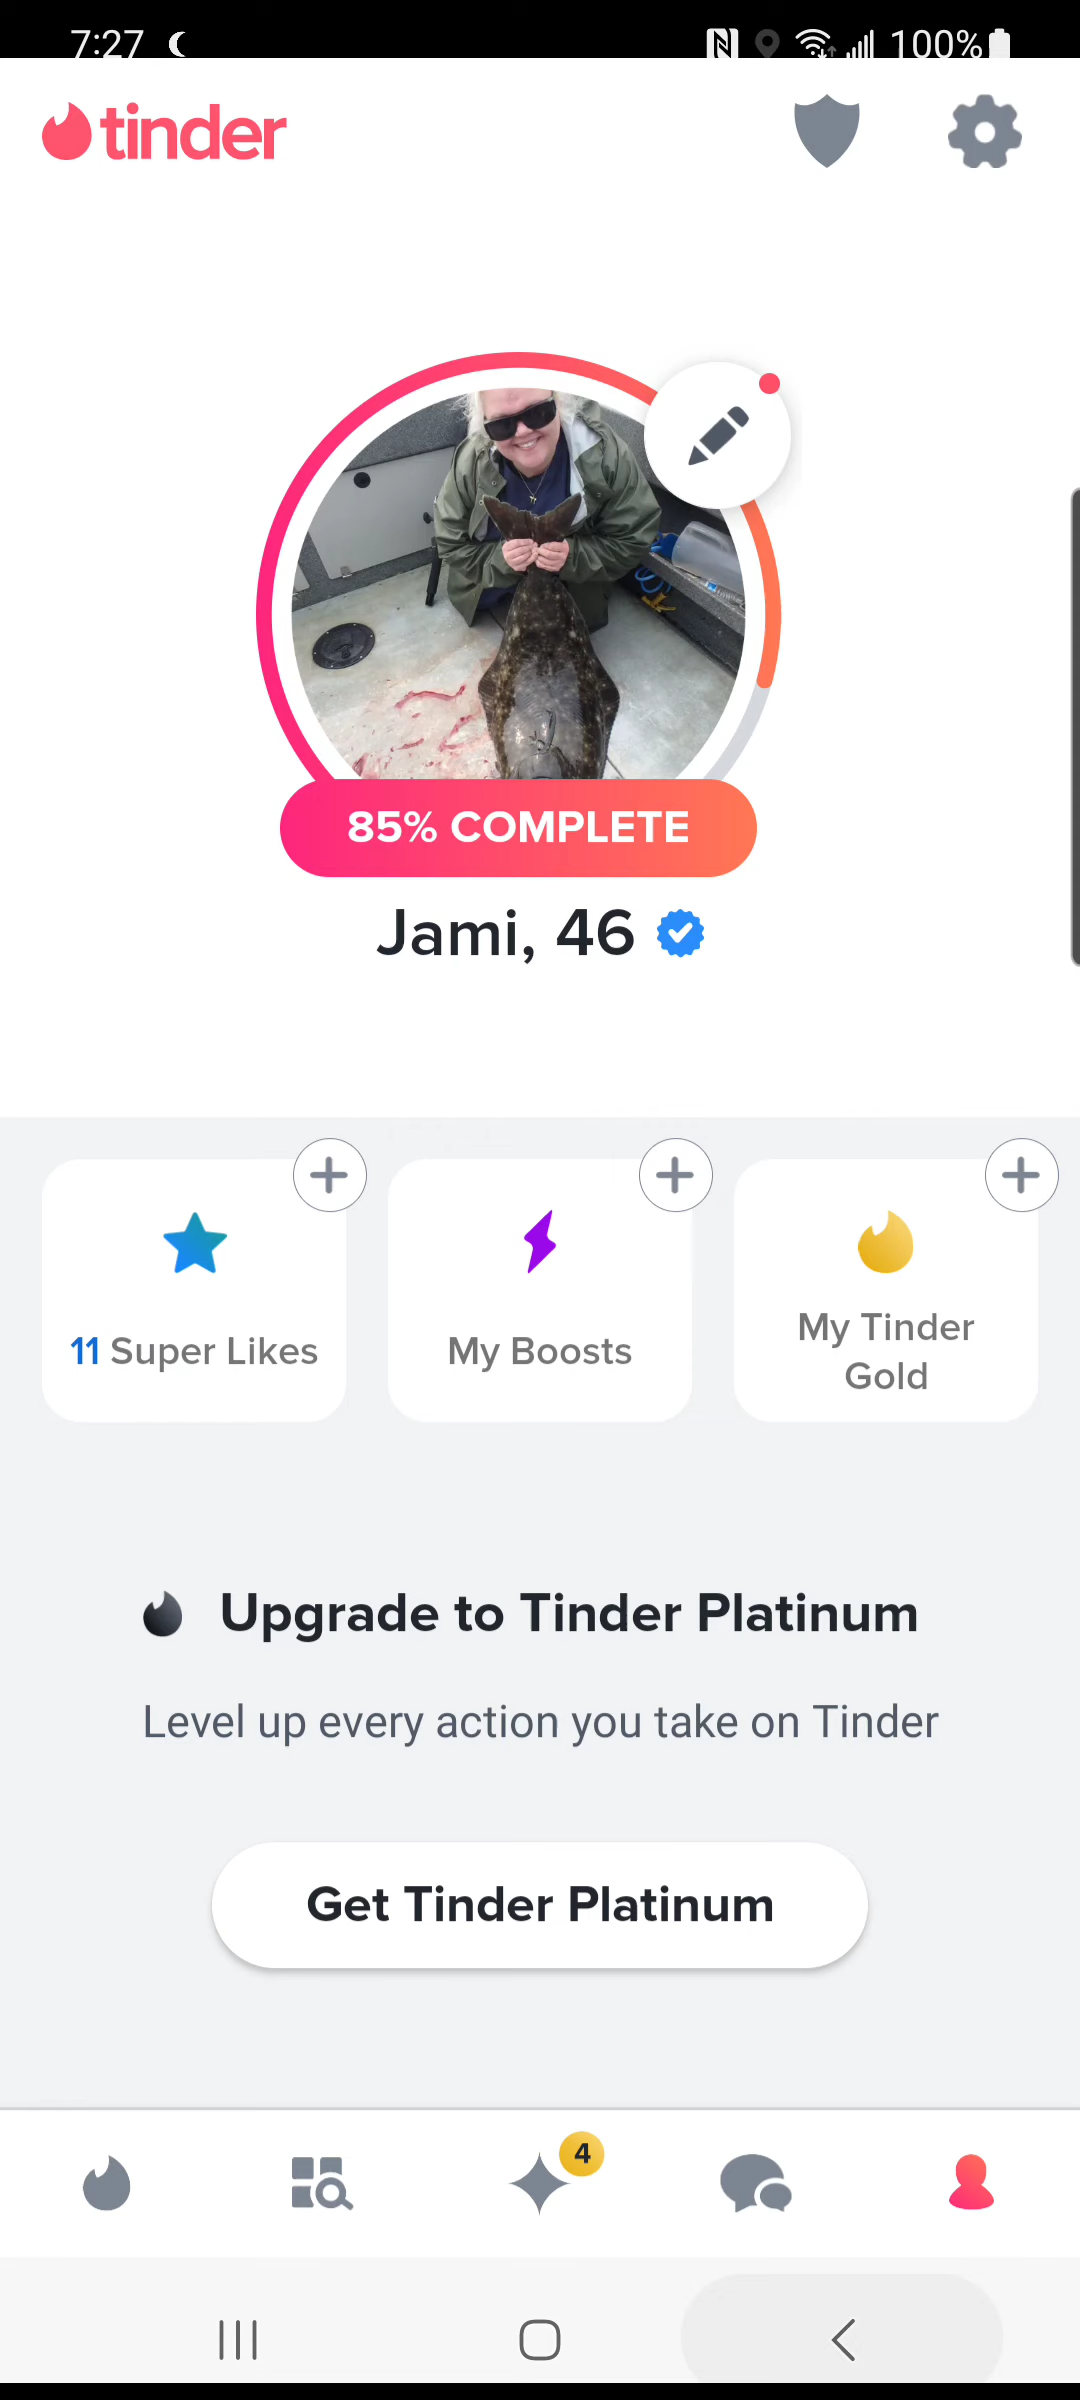 7:27 100%
tinder
85% COMPLETE
Jami, 46
11 Super Likes
My Boosts
My Tinder
Gold
Upgrade to Tinder Platinum
Level up every action you take on Tinder
Get Tinder Platinum
4